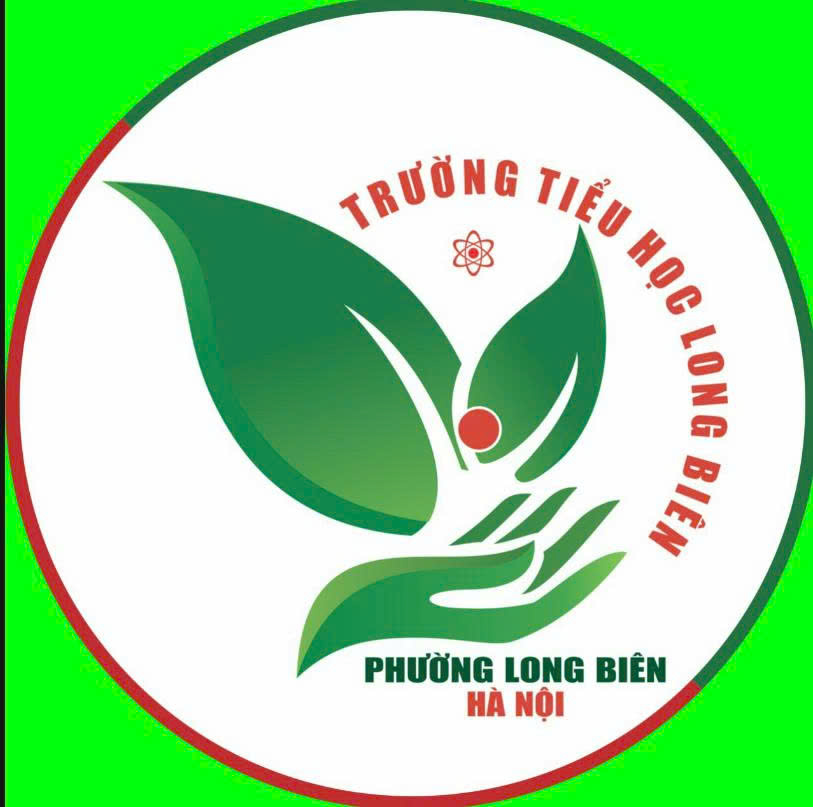 TRƯỜNG TIỂU HỌC LONG BIÊN
PHƯỜNG LONG BIÊN
HÀ NỘI